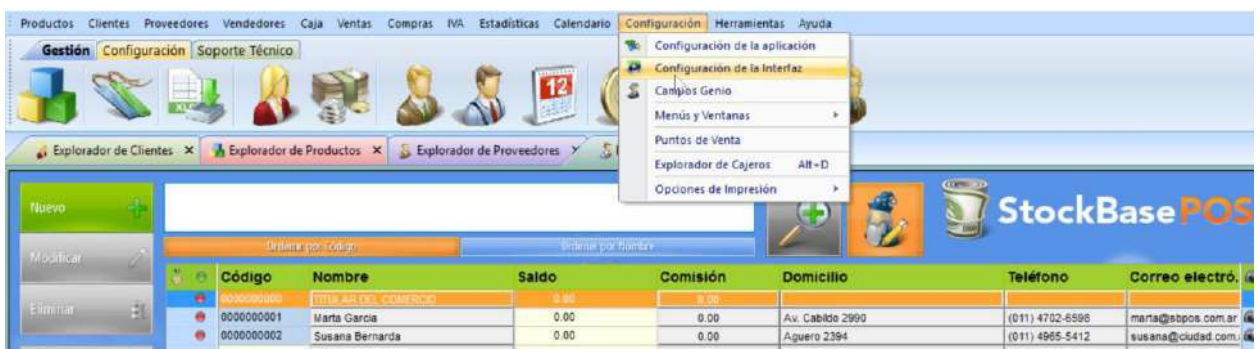 Productos Clientes Proveedores Vendedores Caja Ventas Compras IVA Estadísticas Calendario Configuración Herramientas Ayuda
Gestión Configuración Soporte Técnico
Configuración de la aplicación
Configuración de la Interfaz
Campos Genio
Menús y Ventanas
Puntos de Venta
Explorador de Cajeros Alt+D
Opciones de Impresión
XLS
12
Explorador de Clientes X Explorador de Productos X Explorador de Proveedores
Nuevo
Modificar
Eliminar
StockBase POS
Ordenar por Código Ordenar por Nombre
Código Nombre Saldo Comisión Domicilio Teléfono Correo electró.
0000000000 TITULAR DEL COMERCIO 0.00 0.00
0000000001 Marta Garcia 0.00 0.00 Av. Cabildo 2990 (011) 4702-6598 marta@sbpos.com.ar
0000000002 Susana Bernarda 0.00 0.00 Aguero 2394 (011) 4965-5412 susana@ciudad.com.